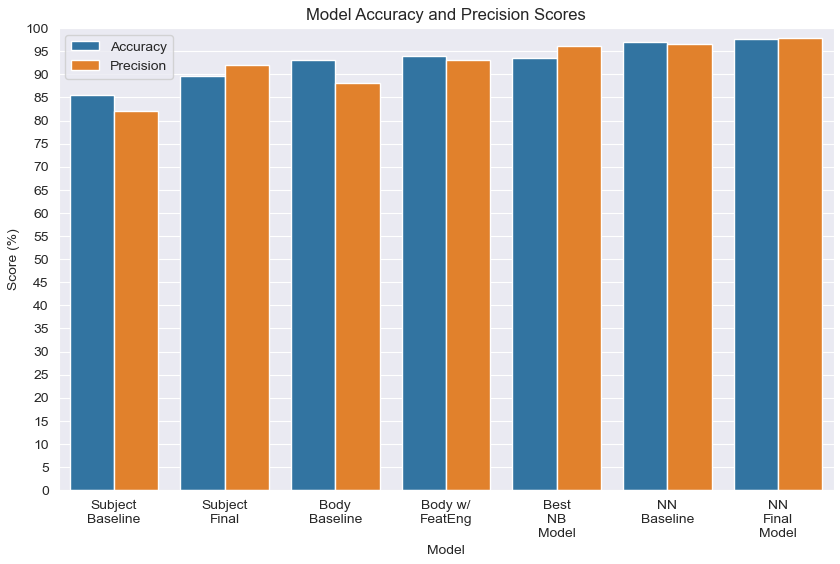 Model Accuracy and Precision Scores
Accuracy
Precision
100
95
90
85
80
75
70
65
60
55
50
45
40
35
30
25
20
15
10
5
0
Score (%)
Subject
Baseline
Subject
Final
Body
Baseline
Body w/
FeatEng
Best
NB
Model
NN
Baseline
NN
Final
Model
Model